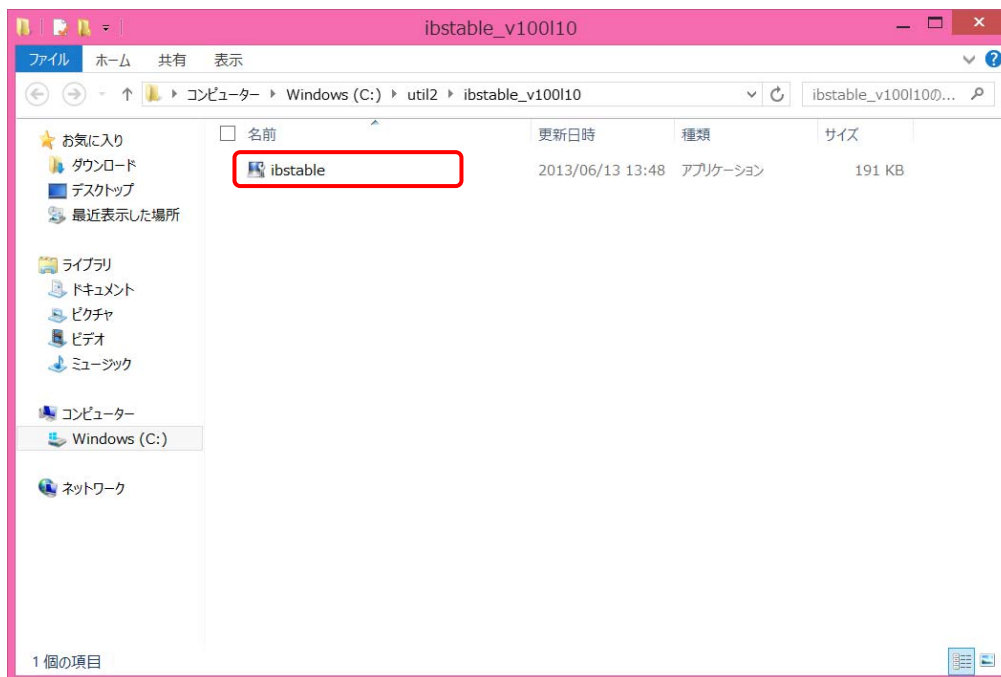 ibstable_v100l10
ファイル ホーム 共有 表示
コンピューター Windows (C:) util2 ibstable_v100l10
ibstable_v100l10の...
名前 更新日時 種類 サイズ
ibstable 2013/06/13 13:48 アプリケーション 191 KB
お気に入り
ダウンロード
デスクトップ
最近表示した場所
ライブラリ
ドキュメント
ピクチャ
ビデオ
ミュージック
コンピューター
Windows (C:)
ネットワーク
1 個の項目